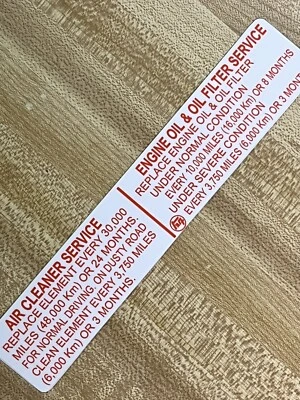 AIR CLEANER SERVICE
REPLACE ELEMENT EVERY 30,000
MILES (48,000 Km) OR 24 MONTHS.
FOR NORMAL DRIVING, ON DUSTY ROAD
CLEAN ELEMENT EVERY 3,750 MILES
(6,000 Km) OR 3 MONTHS.
ENGINE OIL & OIL FILTER SERVICE
REPLACE ENGINE OIL & OIL FILTER
UNDER NORMAL CONDITION
EVERY 10,000 MILES (16,000 Km) OR 8 MONTHS
UNDER SEVERE CONDITION
EVERY 3,750 MILES (6,000 Km) OR 3 MONT